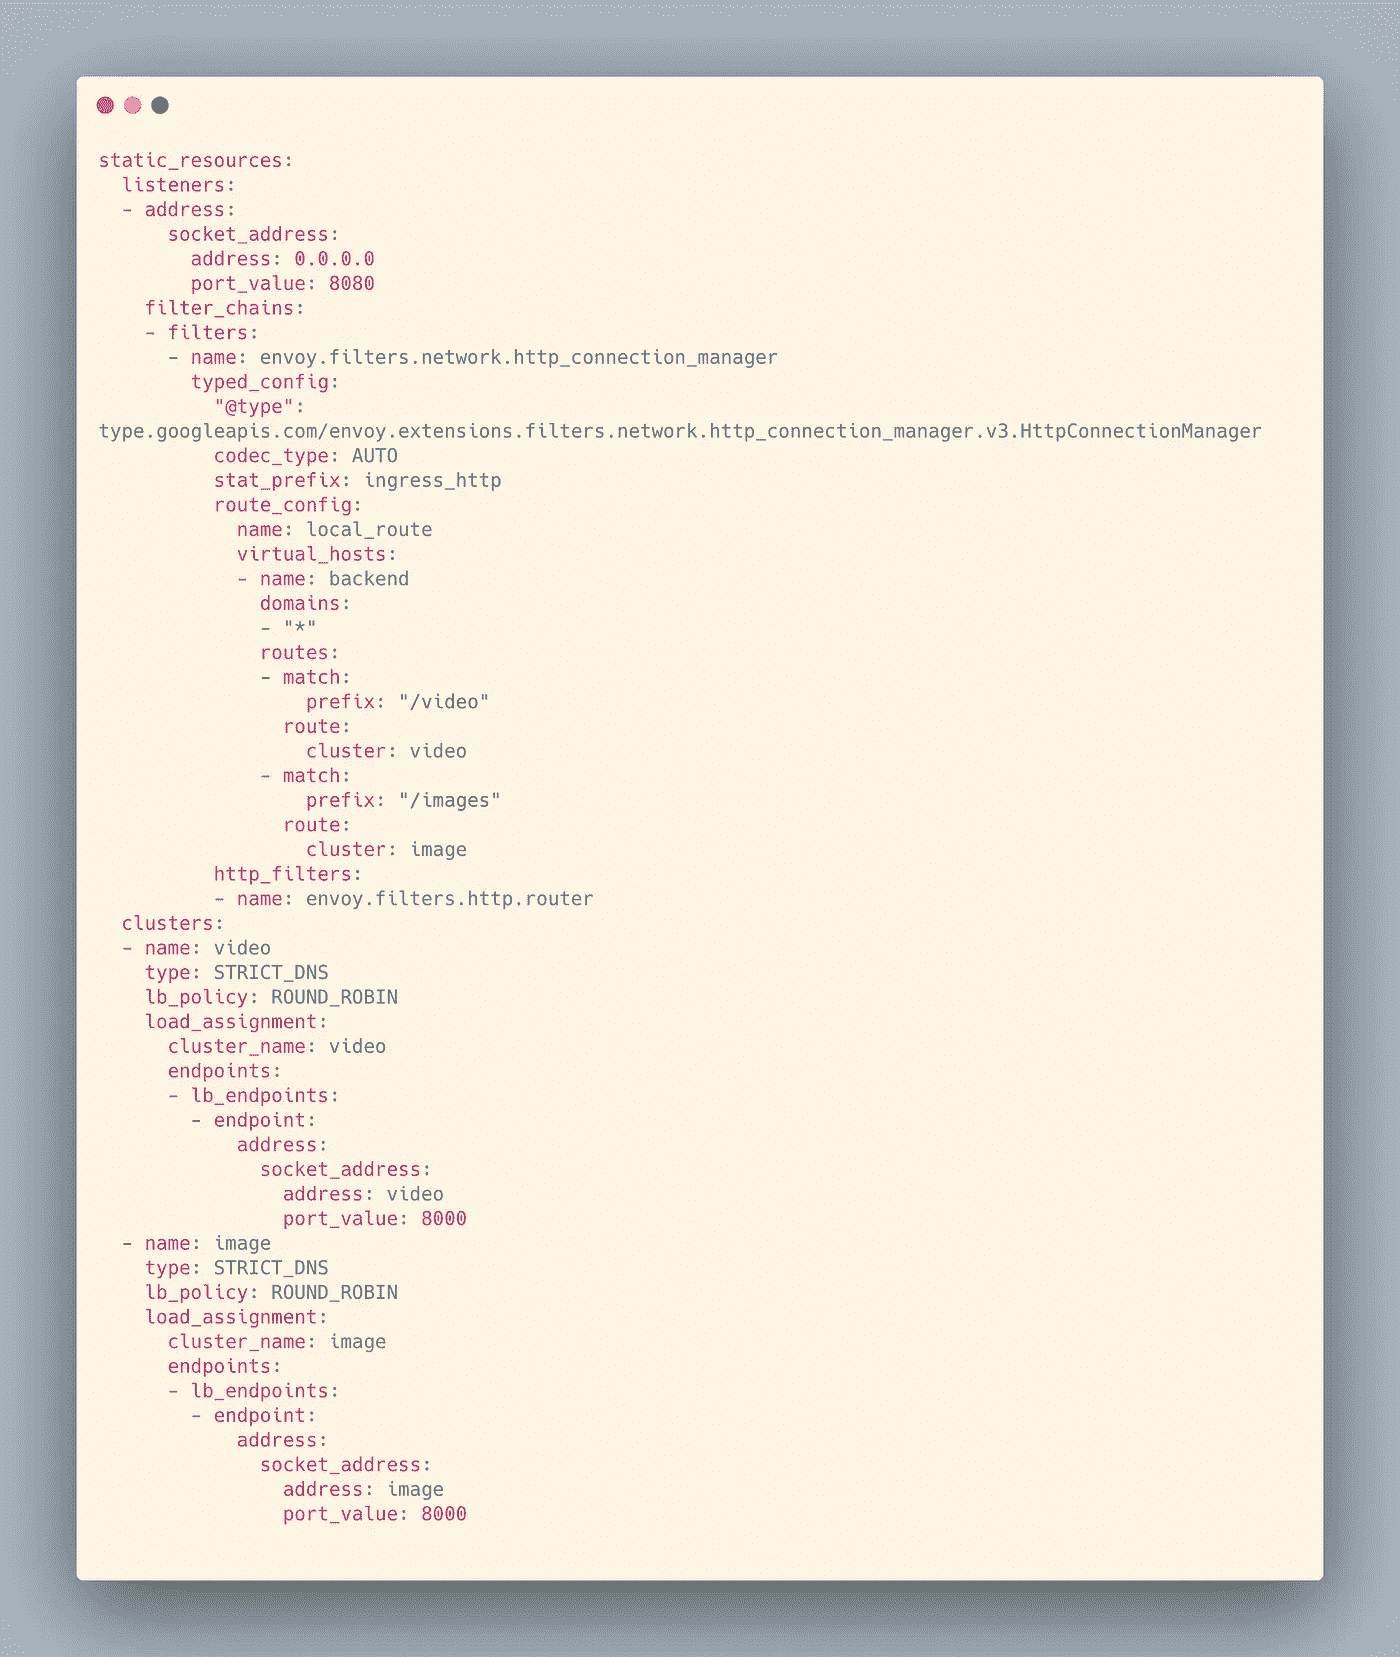 static_resources:
  listeners:
  - address:
      socket_address:
        address: 0.0.0.0
        port_value: 8080
    filter_chains:
    - filters:
      - name: envoy.filters.network.http_connection_manager
        typed_config:
          "@type":
type.googleapis.com/envoy.extensions.filters.network.http_connection_manager.v3.HttpConnectionManager
          codec_type: AUTO
          stat_prefix: ingress_http
          route_config:
            name: local_route
            virtual_hosts:
            - name: backend
              domains:
              - "*"
              routes:
              - match:
                  prefix: "/video"
                route:
                  cluster: video
              - match:
                  prefix: "/images"
                route:
                  cluster: image
          http_filters:
          - name: envoy.filters.http.router
  clusters:
  - name: video
    type: STRICT_DNS
    lb_policy: ROUND_ROBIN
    load_assignment:
      cluster_name: video
      endpoints:
      - lb_endpoints:
        - endpoint:
            address:
              socket_address:
                address: video
                port_value: 8000
  - name: image
    type: STRICT_DNS
    lb_policy: ROUND_ROBIN
    load_assignment:
      cluster_name: image
      endpoints:
      - lb_endpoints:
        - endpoint:
            address:
              socket_address:
                address: image
                port_value: 8000